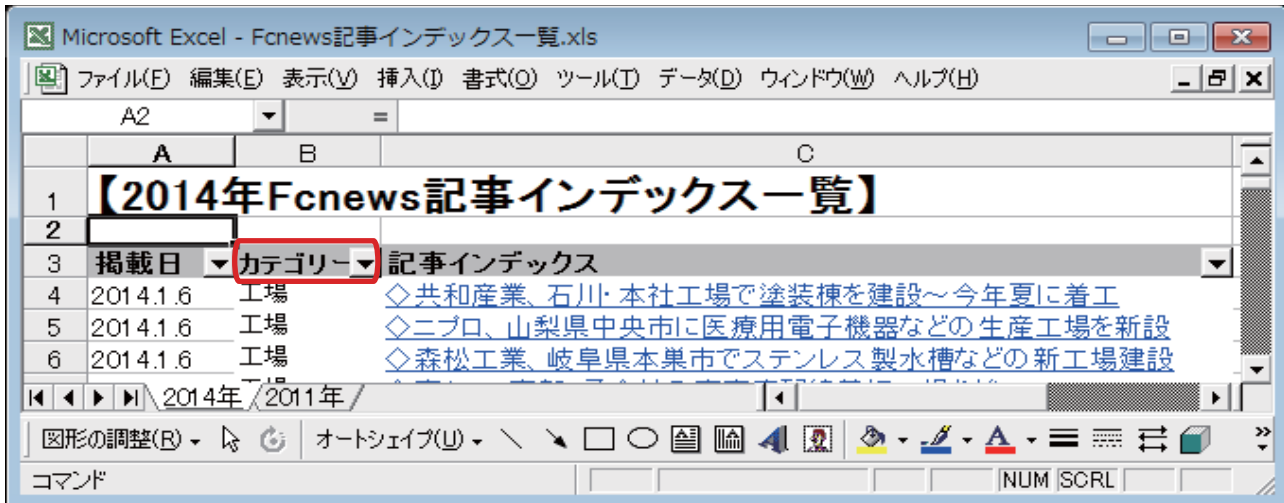 Microsoft Excel - Fcnews記事インデックス一覧.xls
ファイル(F) 編集(E) 表示(V) 挿入(I) 書式(O) ツール(T) データ(D) ウィンドウ(W) ヘルプ(H)
A2 =
A B C
1 【2014年Fcnews記事インデックス一覧】
2
3 掲載日 カテゴリー 記事インデックス
4 2014.1.6 工場 ◇共和産業、石川・本社工場で塗装棟を建設～今年夏に着工
5 2014.1.6 工場 ◇ニプロ、山梨県中央市に医療用電子機器などの生産工場を新設
6 2014.1.6 工場 ◇森松工業、岐阜県本巣市でステンレス製水槽などの新工場建設
2014年 2011年
図形の調整(R) オートシェイプ(U) A
コマンド NUM SCRL